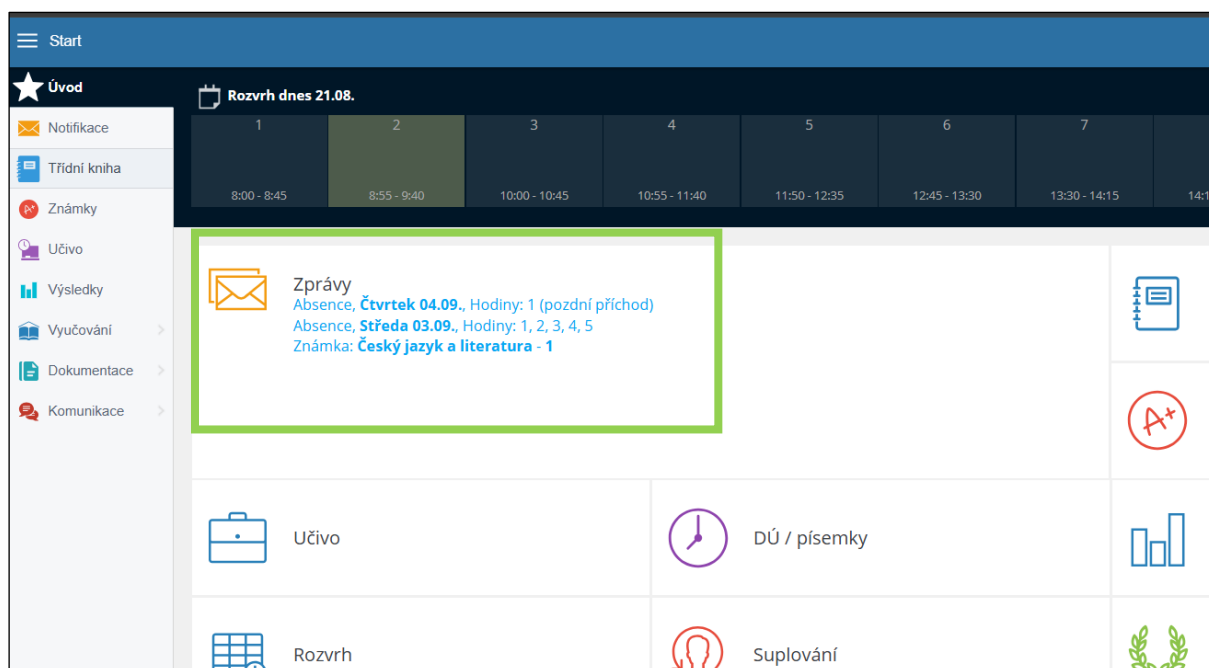 Start
Úvod
Notifikace
Třídní kniha
Známky
Učivo
Výsledky
Vyučování
Dokumentace
Komunikace
Rozvrh dnes 21.08.
1 2 3 4 5 6 7
8:00 - 8:45 8:55 - 9:40 10:00 - 10:45 10:55 - 11:40 11:50 - 12:35 12:45 - 13:30 13:30 - 14:15
Zprávy
Absence, Čtvrtek 04.09., Hodiny: 1 (pozdní příchod)
Absence, Středa 03.09., Hodiny: 1, 2, 3, 4, 5
Známka: Český jazyk a literatura - 1
A+
Učivo
DÚ / písemky
Rozvrh
Suplování